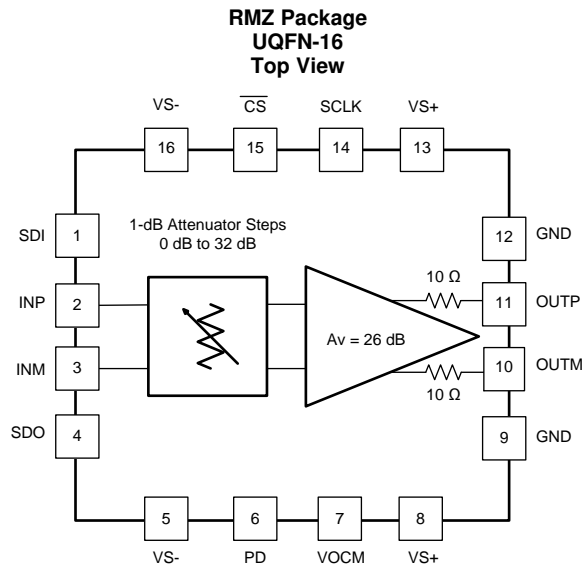 RMZ Package
UQFN-16
Top View
VS-
CS
SCLK
VS+
16
15
14
13
SDI
1
1-dB Attenuator Steps
0 dB to 32 dB
12
GND
INP
2
10 Ω
11
OUTP
Av = 26 dB
INM
3
10
OUTM
10 Ω
SDO
4
9
GND
5
6
7
8
VS-
PD
VOCM
VS+